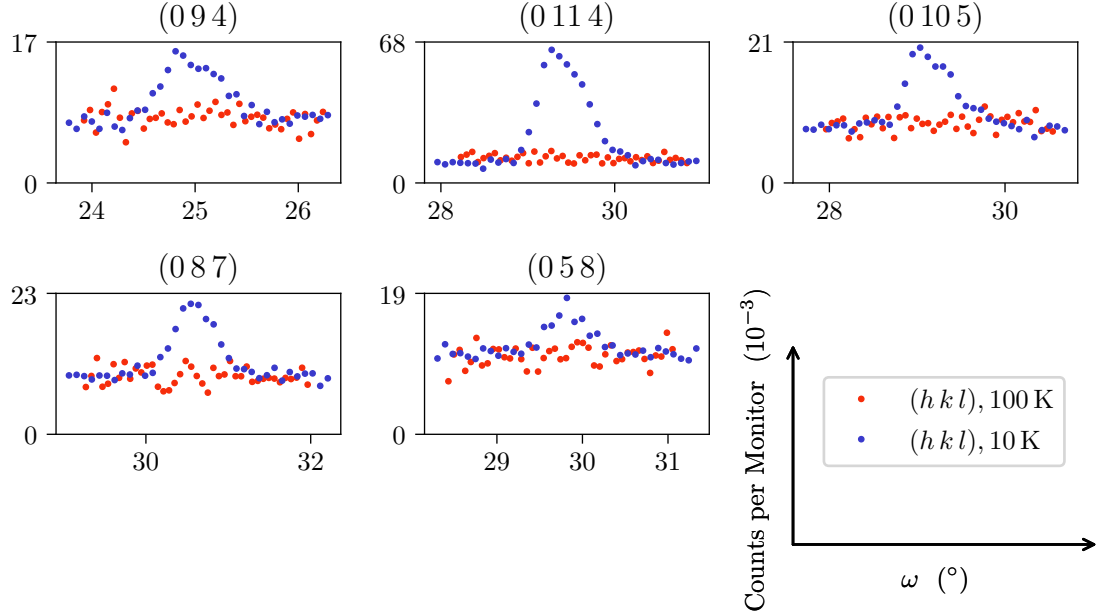 (0 9 4)
17
0
24 25 26
(0 11 4)
68
0
28 30
(0 10 5)
21
0
28 30
(0 8 7)
23
0
30 32
(0 5 8)
19
0
29 30 31
Counts per Monitor (10⁻³)
(h k l), 100 K
(h k l), 10 K
ω (°)